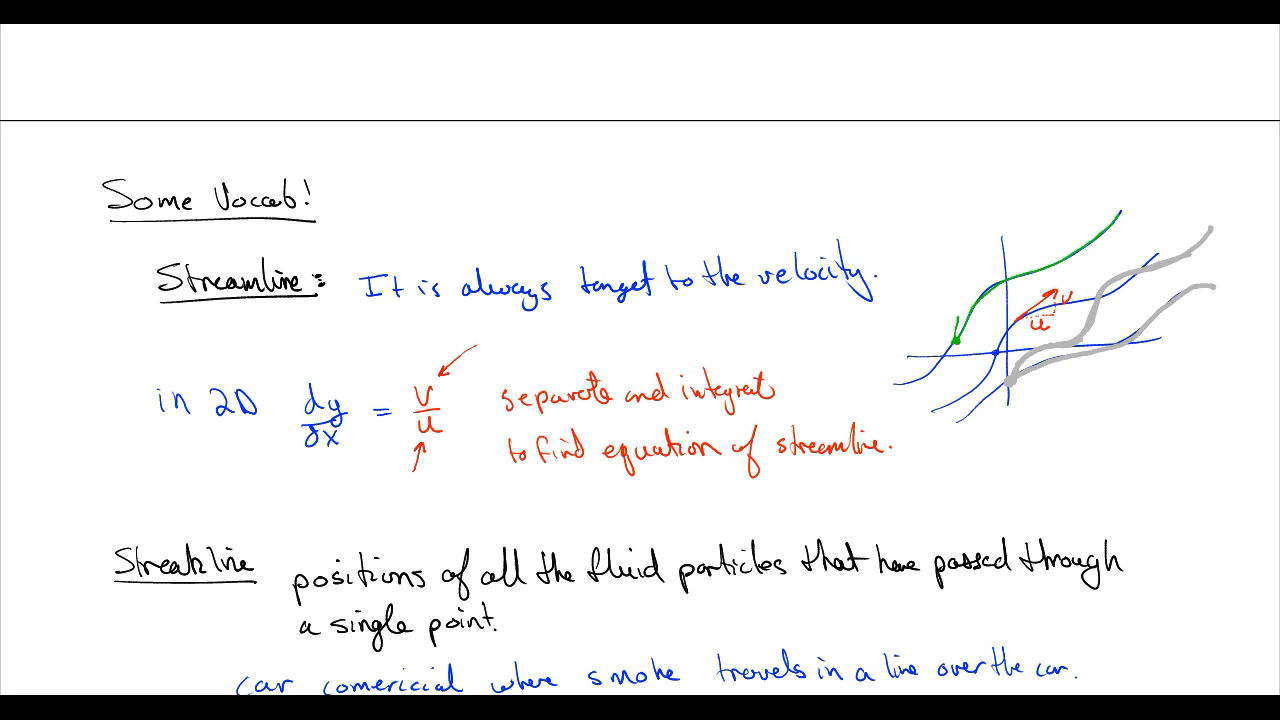 Some Vocab!
Streamline: It is always tanget to the velocity.
in 2D dy/dx = v/u separate and integrate
to find equation of streamline.
v
u
Streakline positions of all the fluid particles that have passed through
a single point.
car comericial where smoke travels in a line over the car.